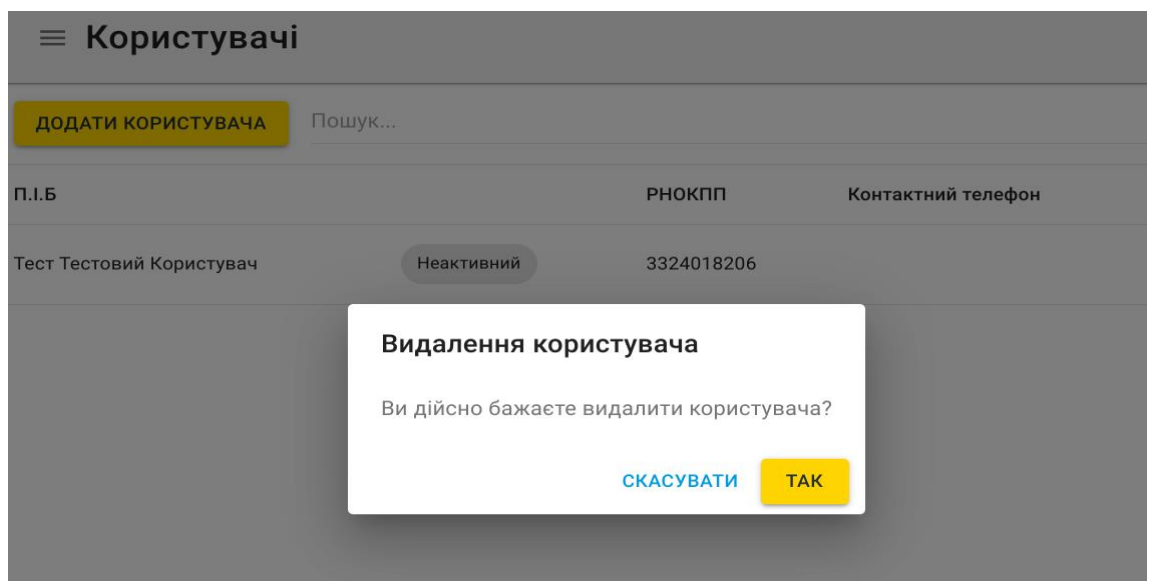 Користувачі
ДОДАТИ КОРИСТУВАЧА Пошук...
П.І.Б РНОКПП Контактний телефон
Тест Тестовий Користувач Неактивний 3324018206
Видалення користувача
Ви дійсно бажаєте видалити користувача?
СКАСУВАТИ ТАК